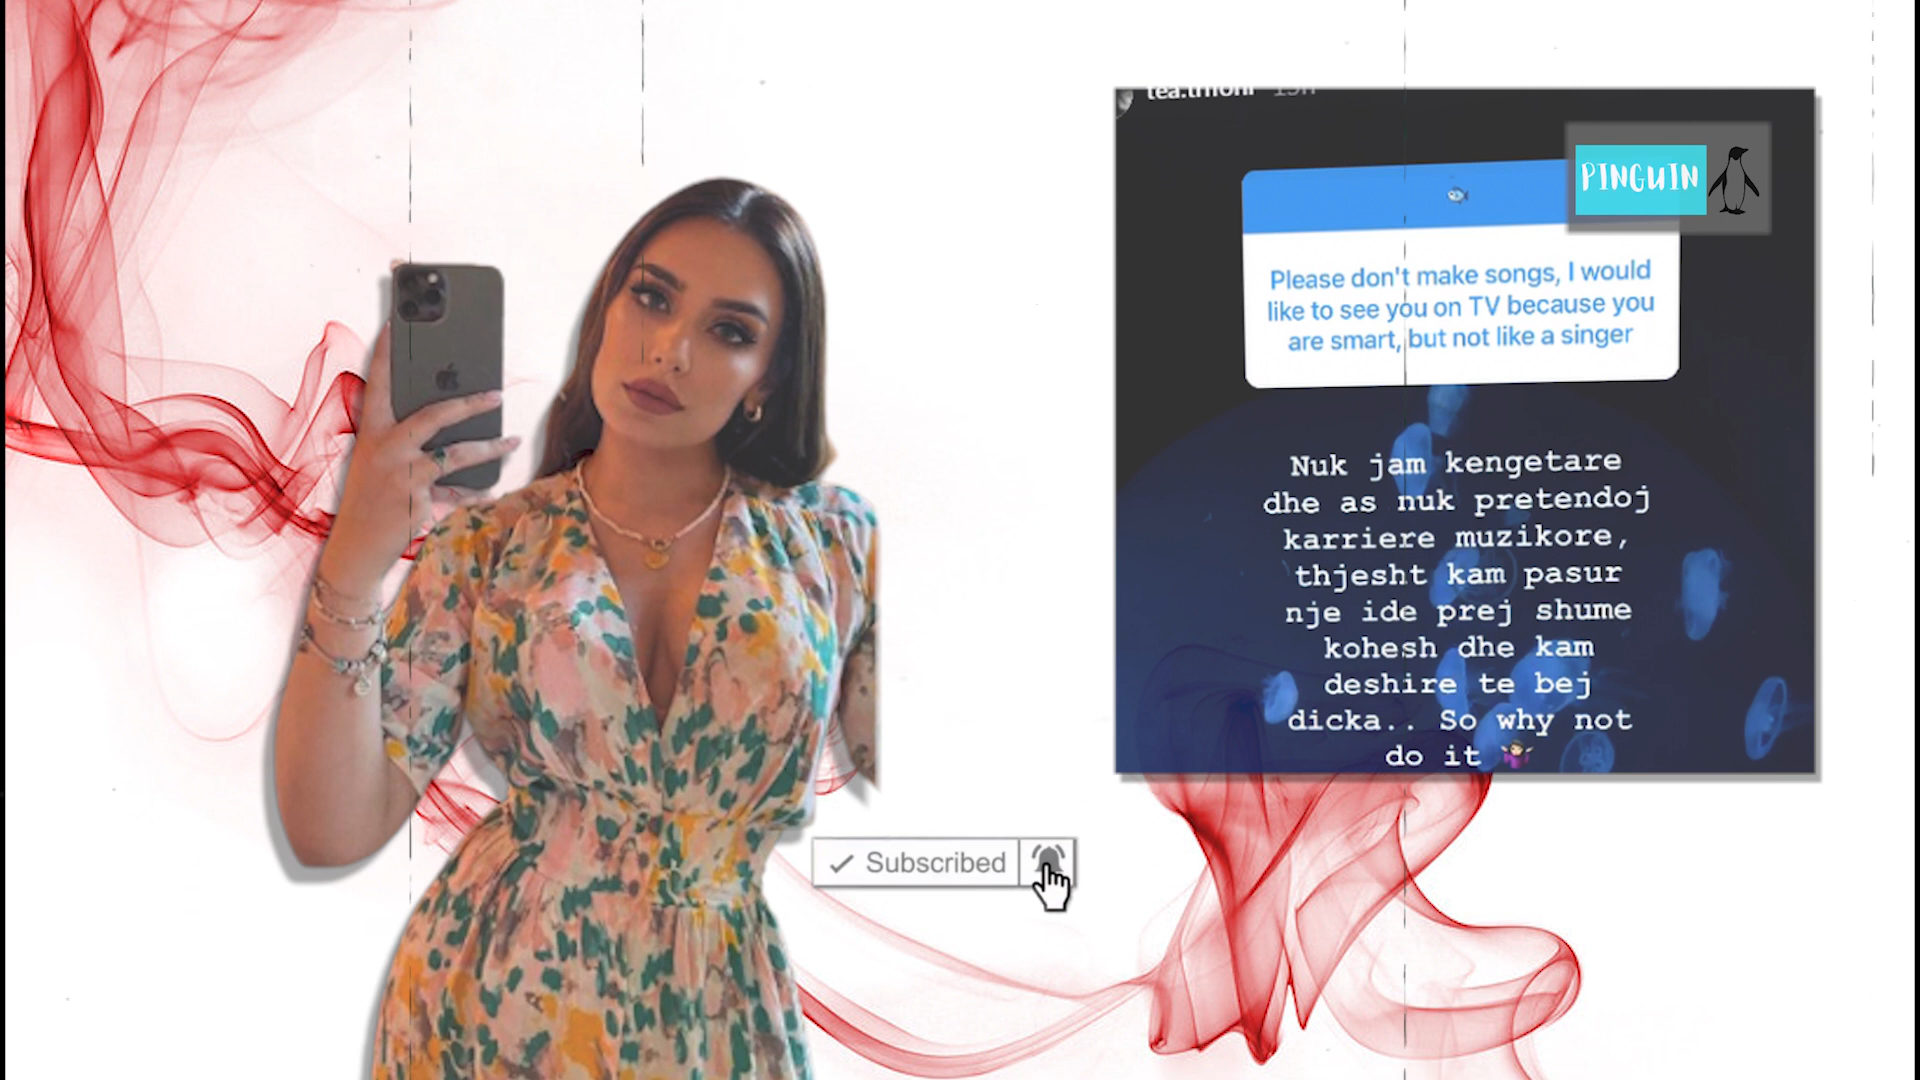 PINGUIN
Please don't make songs, I would
like to see you on TV because you
are smart, but not like a singer
Nuk jam kengetare
dhe as nuk pretendoj
karriere muzikore,
thjesht kam pasur
nje ide prej shume
kohesh dhe kam
deshire te bej
dicka.. So why not
do it
Subscribed